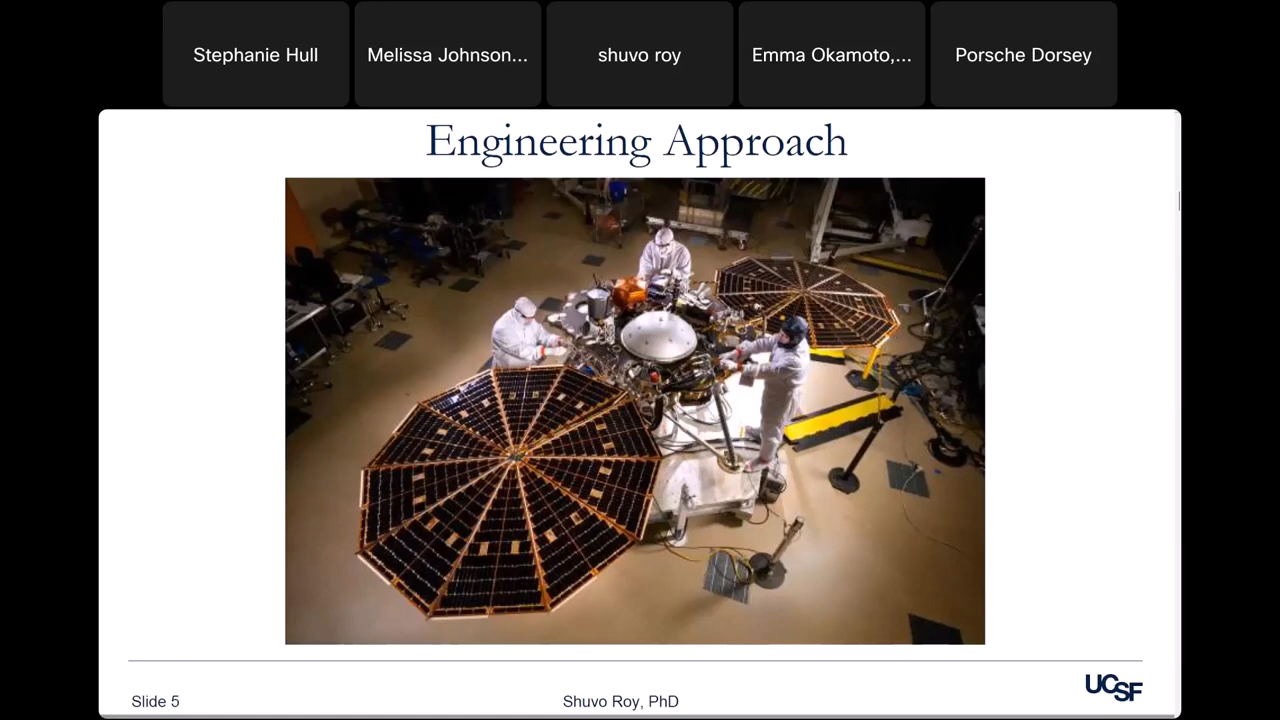 Stephanie Hull
Melissa Johnson...
shuvo roy
Emma Okamoto,...
Porsche Dorsey
Engineering Approach
Slide 5
Shuvo Roy, PhD
UCSF